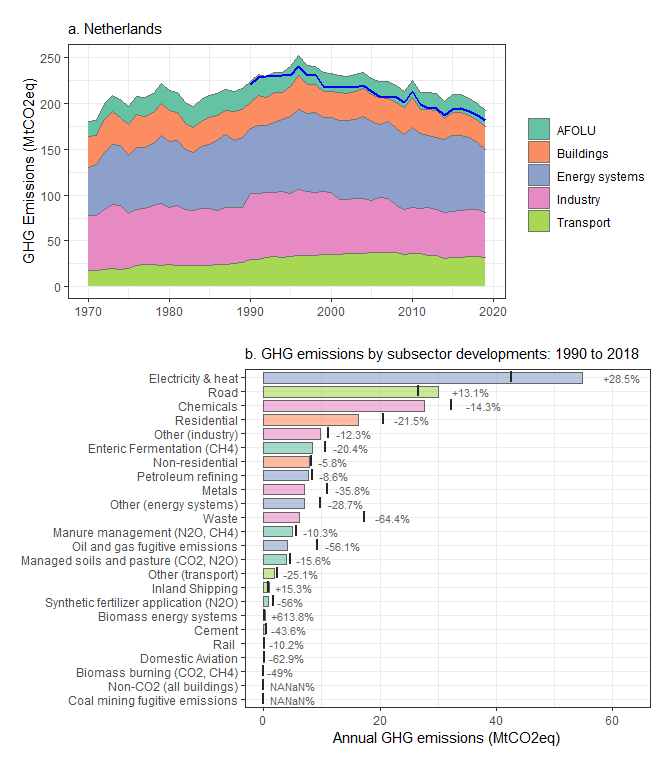 a. Netherlands
GHG Emissions (MtCO2eq)
250
200
150
100
50
0
1970 1980 1990 2000 2010 2020
AFOLU
Buildings
Energy systems
Industry
Transport
b. GHG emissions by subsector developments: 1990 to 2018
Electricity & heat +28.5%
Road +13.1%
Chemicals -14.3%
Residential -21.5%
Other (industry) -12.3%
Enteric Fermentation (CH4) -20.4%
Non-residential -5.8%
Petroleum refining -8.6%
Metals -35.8%
Other (energy systems) -28.7%
Waste -64.4%
Manure management (N2O, CH4) -10.3%
Oil and gas fugitive emissions -56.1%
Managed soils and pasture (CO2, N2O) -15.6%
Other (transport) -25.1%
Inland Shipping +15.3%
Synthetic fertilizer application (N2O) -56%
Biomass energy systems +613.8%
Cement -43.6%
Rail -10.2%
Domestic Aviation -62.9%
Biomass burning (CO2, CH4) -49%
Non-CO2 (all buildings) NANaN%
Coal mining fugitive emissions NANaN%
0 20 40 60
Annual GHG emissions (MtCO2eq)